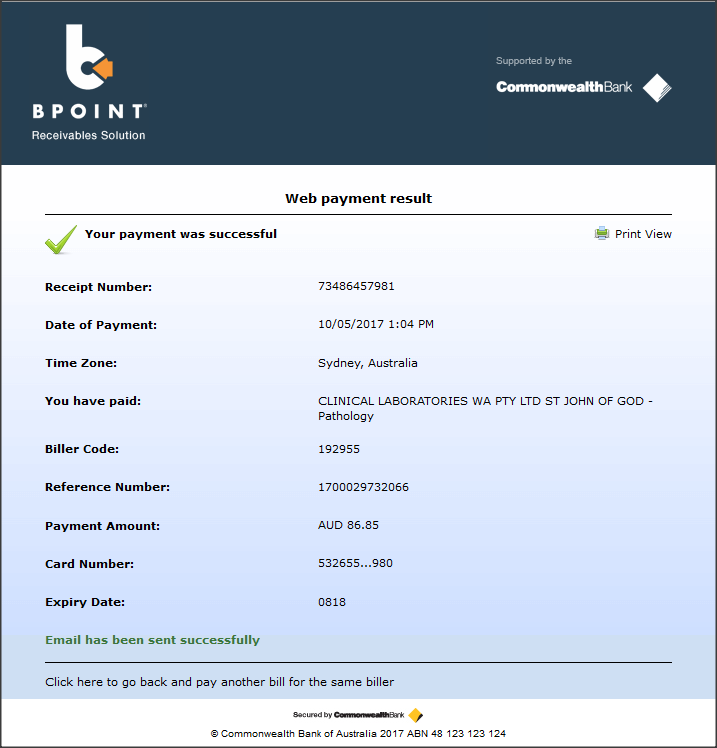 BPOINT
Receivables Solution
Supported by the
CommonwealthBank
Web payment result
Your payment was successful
Print View
Receipt Number: 73486457981
Date of Payment: 10/05/2017 1:04 PM
Time Zone: Sydney, Australia
You have paid: CLINICAL LABORATORIES WA PTY LTD ST JOHN OF GOD -
Pathology
Biller Code: 192955
Reference Number: 1700029732066
Payment Amount: AUD 86.85
Card Number: 532655...980
Expiry Date: 0818
Email has been sent successfully
Click here to go back and pay another bill for the same biller
Secured by CommonwealthBank
© Commonwealth Bank of Australia 2017 ABN 48 123 123 124